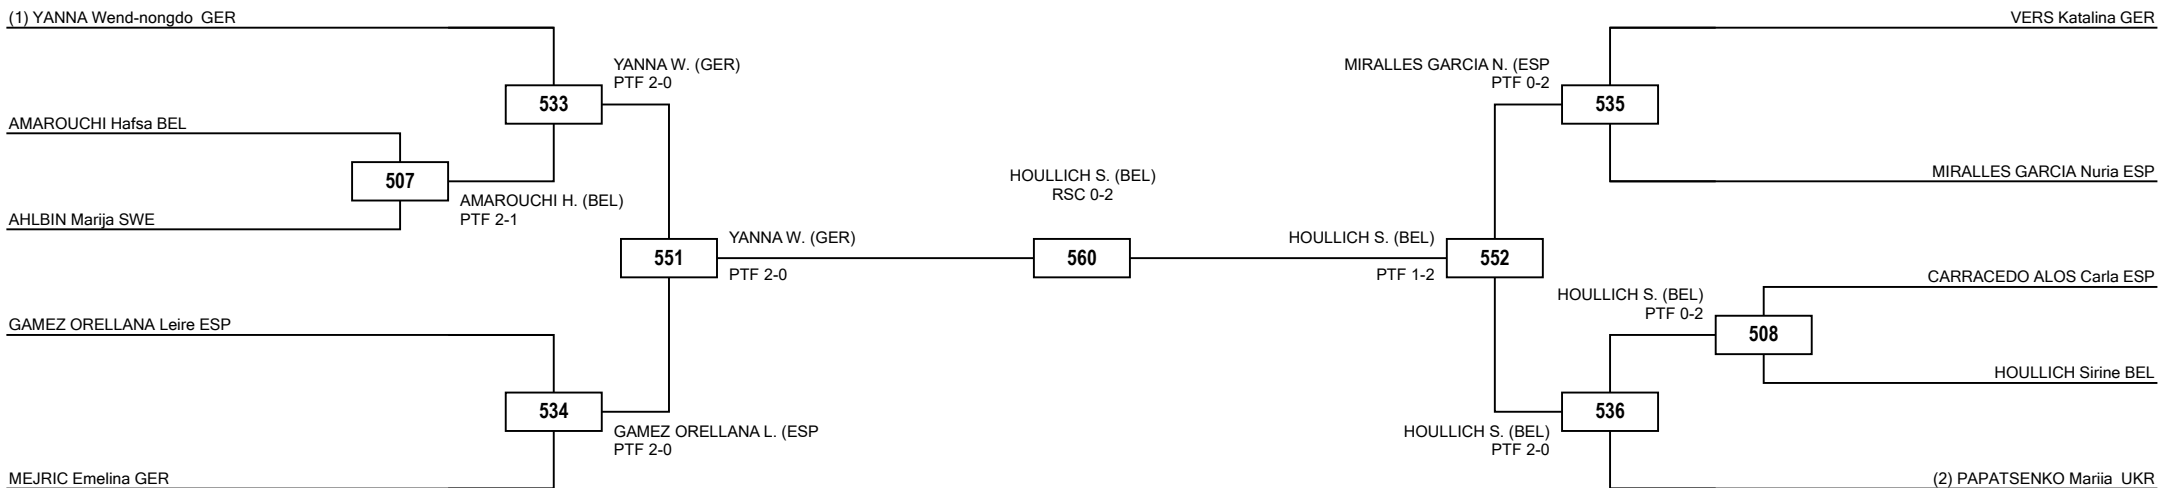 (1) YANNA Wend-nongdo GER
VERS Katalina GER
YANNA W. (GER)
PTF 2-0
MIRALLES GARCIA N. (ESP
PTF 0-2
533
535
AMAROUCHI Hafsa BEL
507
HOULLICH S. (BEL)
RSC 0-2
MIRALLES GARCIA Nuria ESP
AMAROUCHI H. (BEL)
PTF 2-1
AHLBIN Marija SWE
551
YANNA W. (GER)
PTF 2-0
560
HOULLICH S. (BEL)
PTF 1-2
552
CARRACEDO ALOS Carla ESP
HOULLICH S. (BEL)
PTF 0-2
508
GAMEZ ORELLANA Leire ESP
HOULLICH Sirine BEL
534
536
GAMEZ ORELLANA L. (ESP
PTF 2-0
HOULLICH S. (BEL)
PTF 2-0
MEJRIC Emelina GER
(2) PAPATSENKO Mariia UKR